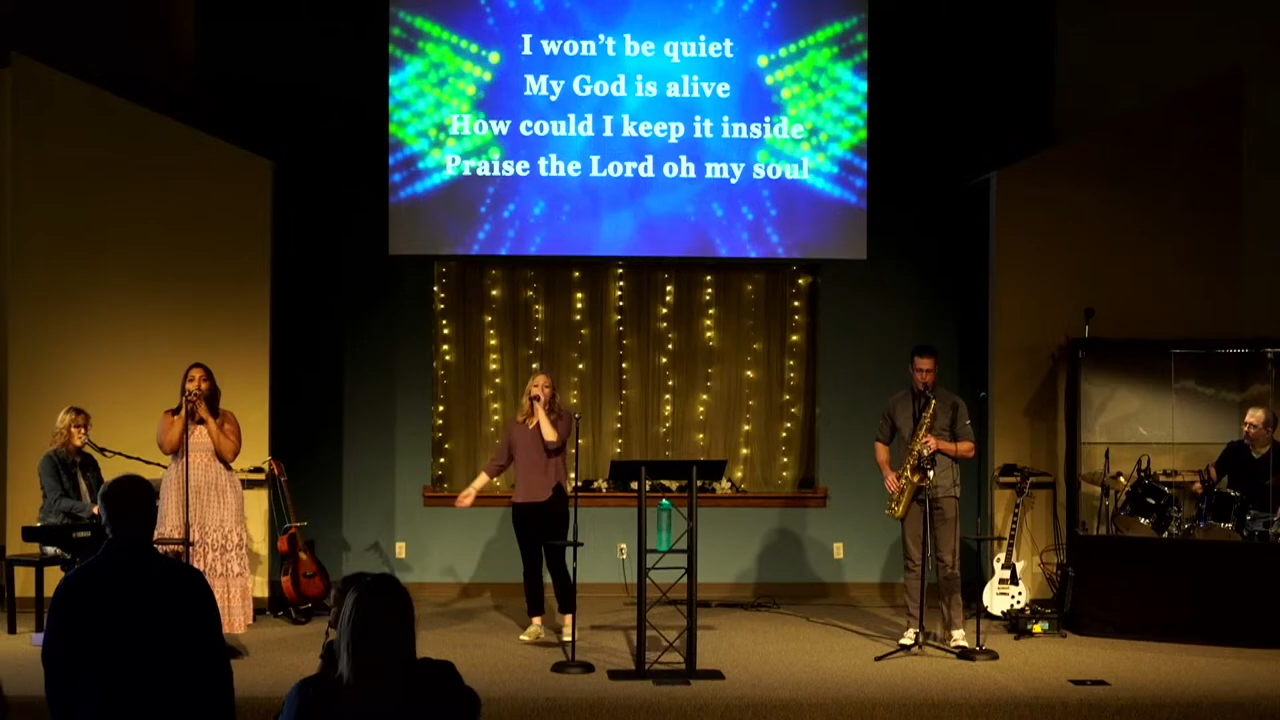 I won't be quiet
My God is alive
How could I keep it inside
Praise the Lord oh my soul